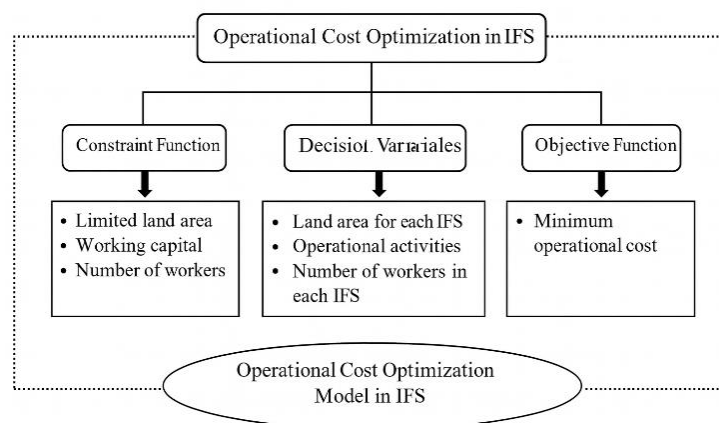 Operational Cost Optimization in IFS
Constraint Function
Objective Function
• Limited land area
• Working capital
• Number of workers
• Land area for each IFS
• Operational activities
• Number of workers in
each IFS
• Minimum
operational cost
Operational Cost Optimization
Model in IFS